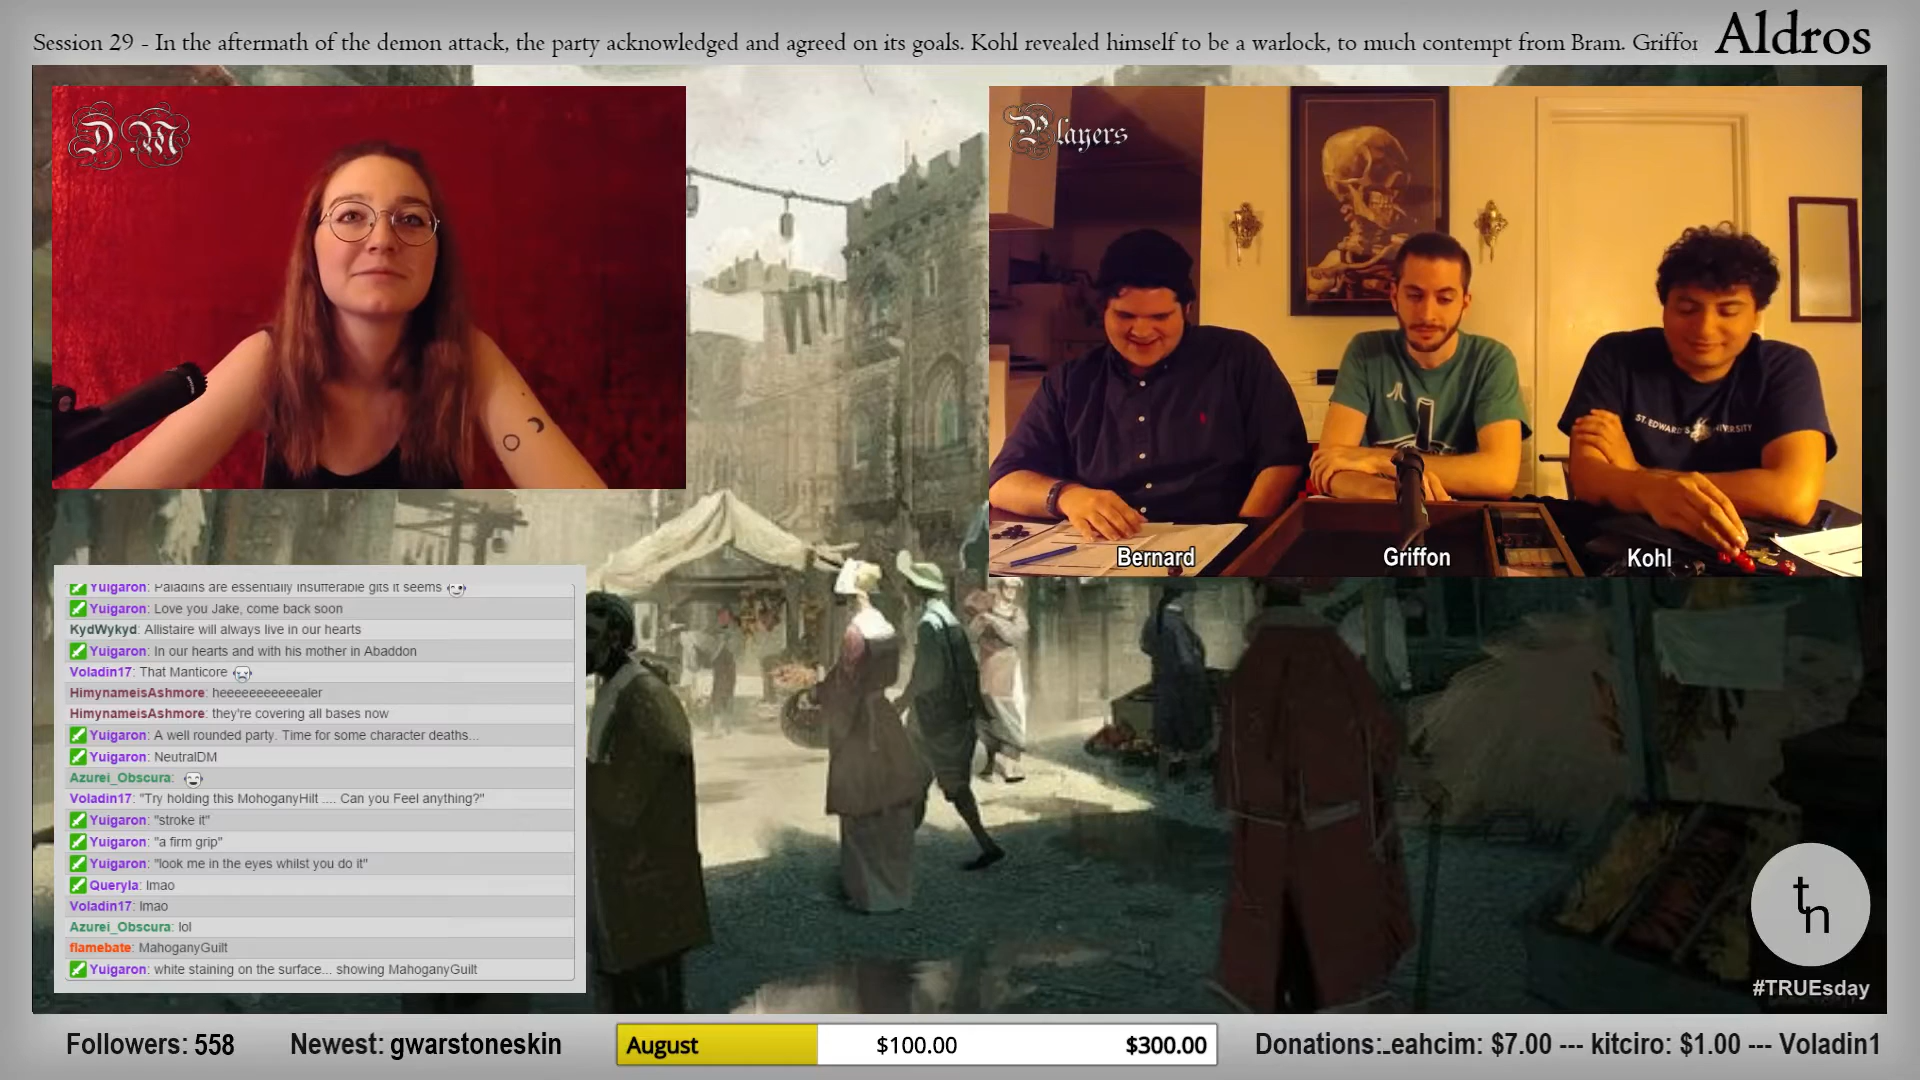 Session 29 - In the aftermath of the demon attack, the party acknowledged and agreed on its goals. Kohl revealed himself to be a warlock, to much contempt from Bram. Griffon
Aldros
DM
Players
ST. EDWARD'S UNIVERSITY
Bernard
Griffon
Kohl
Yuigaron: Paladins are essentially insufferable gits it seems
Yuigaron: Love you Jake, come back soon
KydWykyd: Allistaire will always live in our hearts
Yuigaron: In our hearts and with his mother in Abaddon
Voladin17: That Manticore
HimynameisAshmore: heeeeeeeeeeealer
HimynameisAshmore: they're covering all bases now
Yuigaron: A well rounded party. Time for some character deaths...
Yuigaron: NeutralDM
Azurei_Obscura:
Voladin17: "Try holding this MohoganyHilt .... Can you Feel anything?"
Yuigaron: "stroke it"
Yuigaron: "a firm grip"
Yuigaron: "look me in the eyes whilst you do it"
Queryla: lmao
Voladin17: lmao
Azurei_Obscura: lol
flamebate: MahoganyGuilt
Yuigaron: white staining on the surface... showing MahoganyGuilt
tn
#TRUEsday
Followers: 558
Newest: gwarstoneskin
August $100.00 $300.00
Donations:.eahcim: $7.00 --- kitciro: $1.00 --- Voladin1